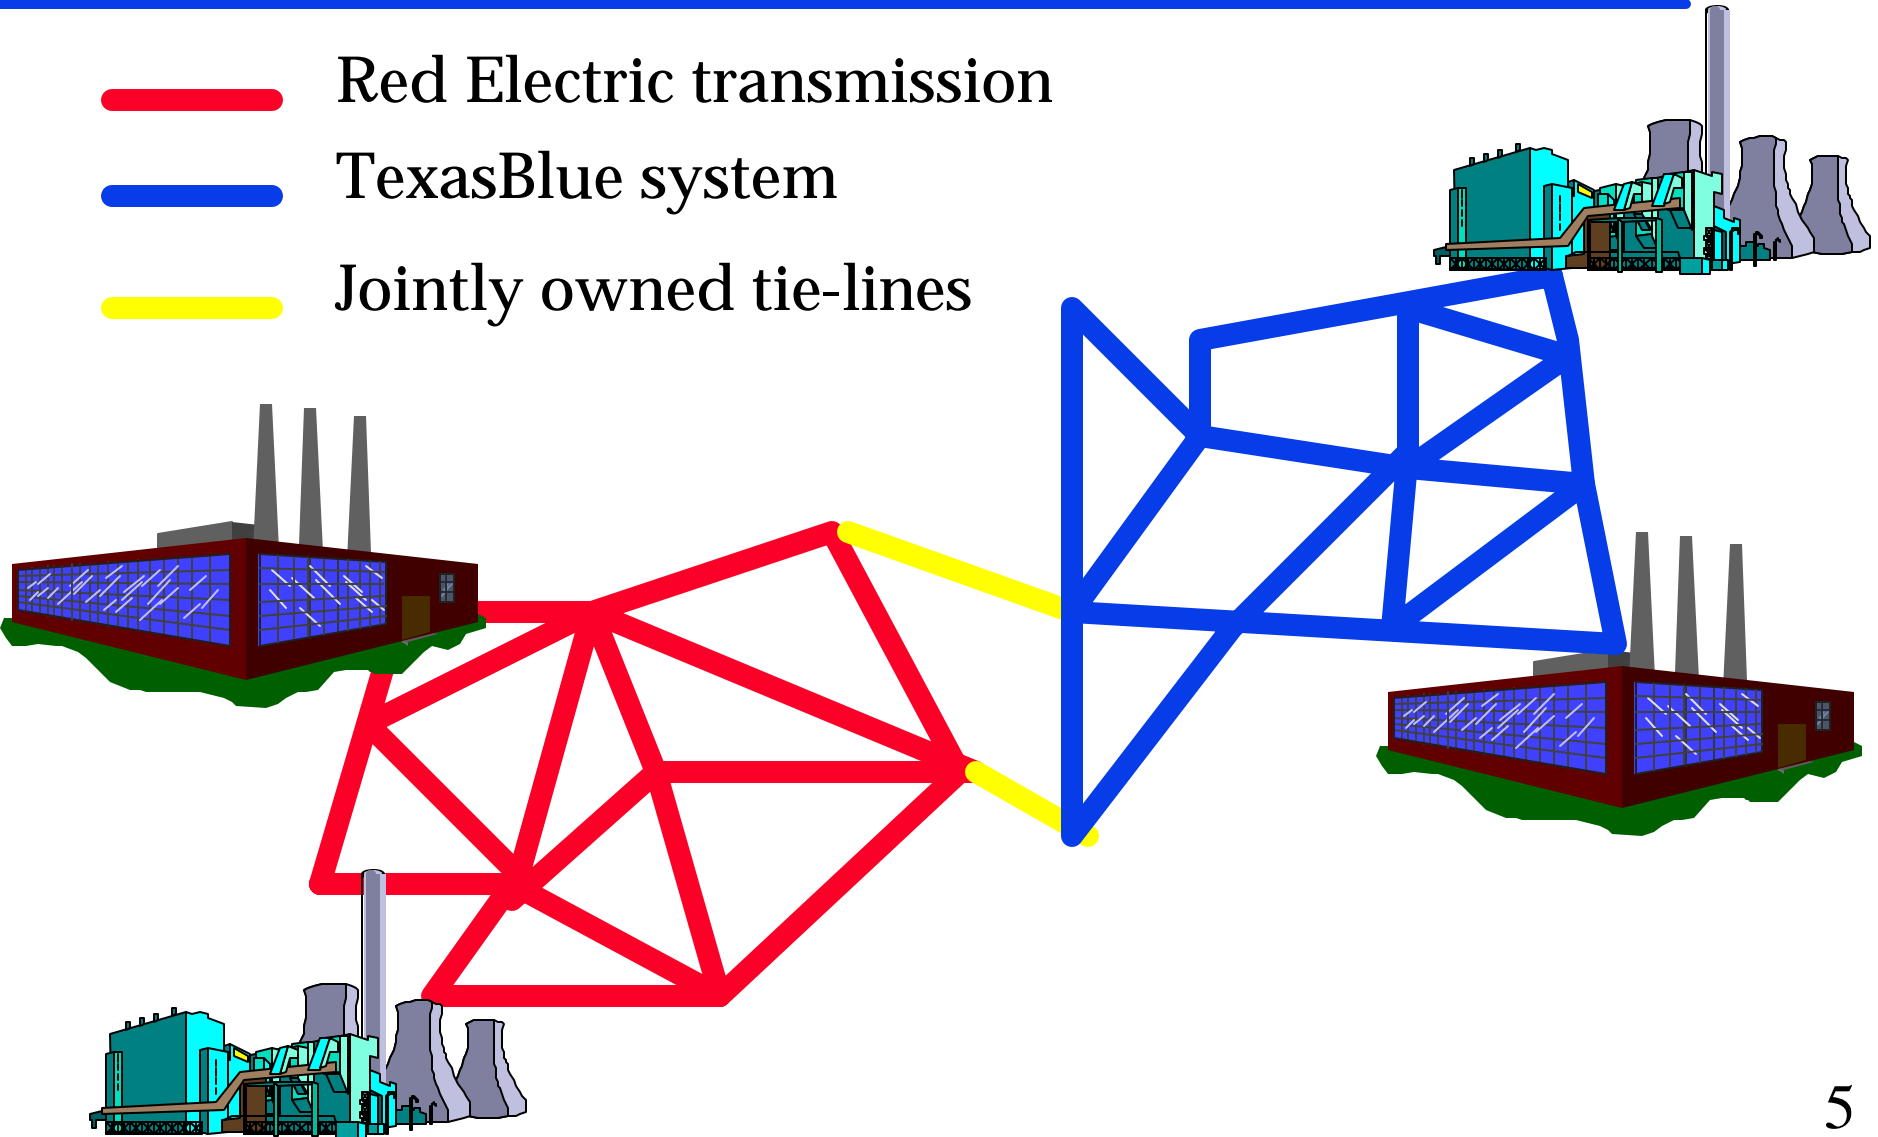 Red Electric transmission
TexasBlue system
Jointly owned tie-lines
5